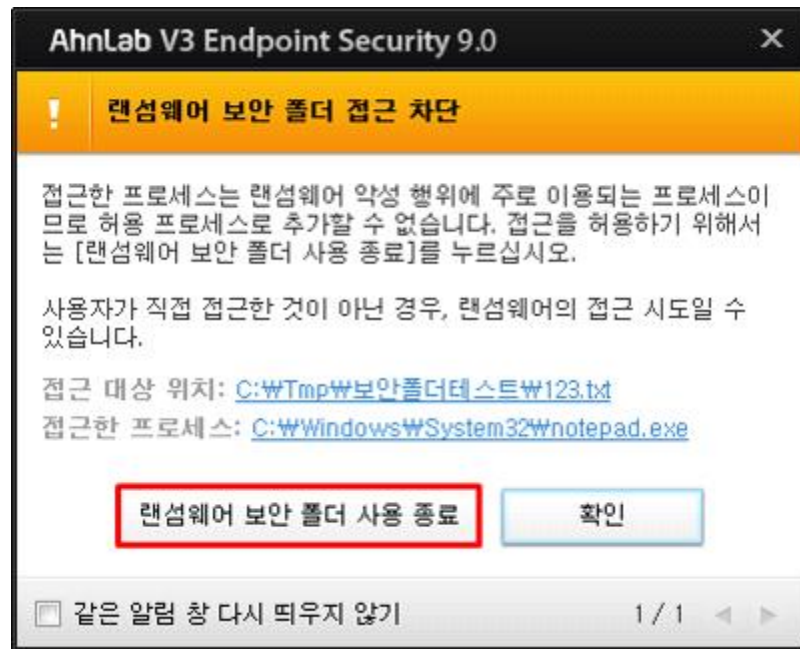 AhnLab V3 Endpoint Security 9.0
랜섬웨어 보안 폴더 접근 차단
접근한 프로세스는 랜섬웨어 악성 행위에 주로 이용되는 프로세스이
므로 허용 프로세스로 추가할 수 없습니다. 접근을 허용하기 위해서
는 [랜섬웨어 보안 폴더 사용 종료]를 누르십시오.
사용자가 직접 접근한 것이 아닌 경우, 랜섬웨어의 접근 시도일 수
있습니다.
접근 대상 위치: C:₩Tmp₩보안폴더테스트₩123.txt
접근한 프로세스: C:₩Windows₩System32₩notepad.exe
랜섬웨어 보안 폴더 사용 종료 확인
같은 알림 창 다시 띄우지 않기 1 / 1